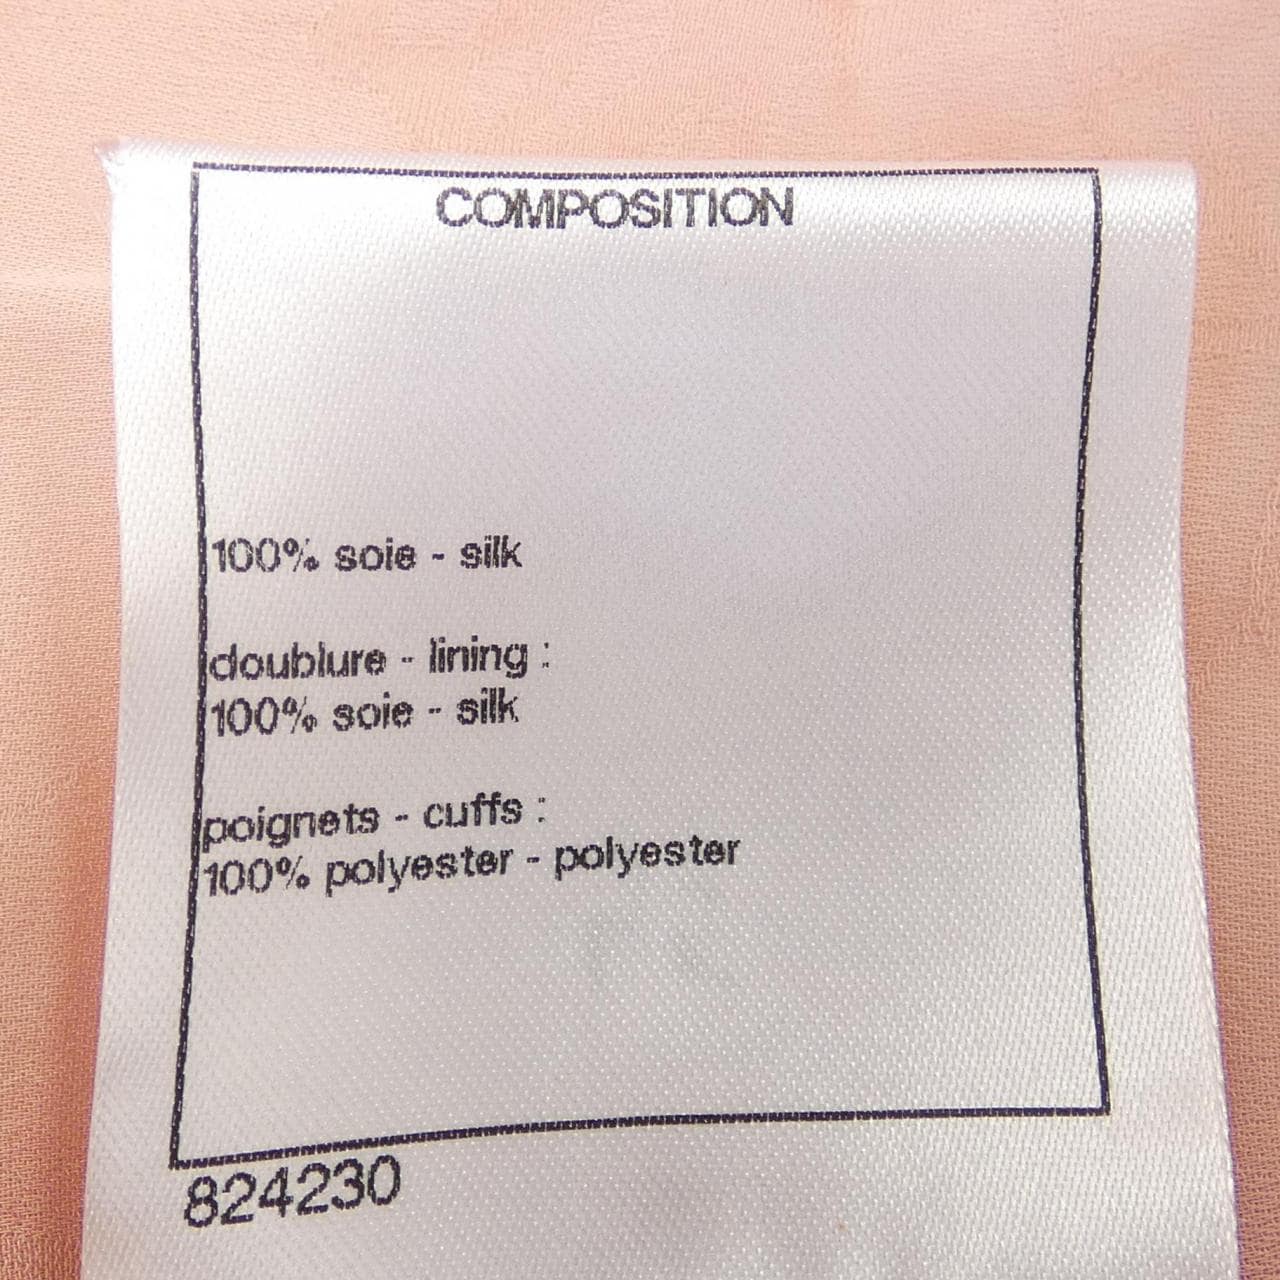 COMPOSITION
100% soie - silk
doublure - lining :
100% soie - silk
poignets - cuffs :
100% polyester - polyester
824230